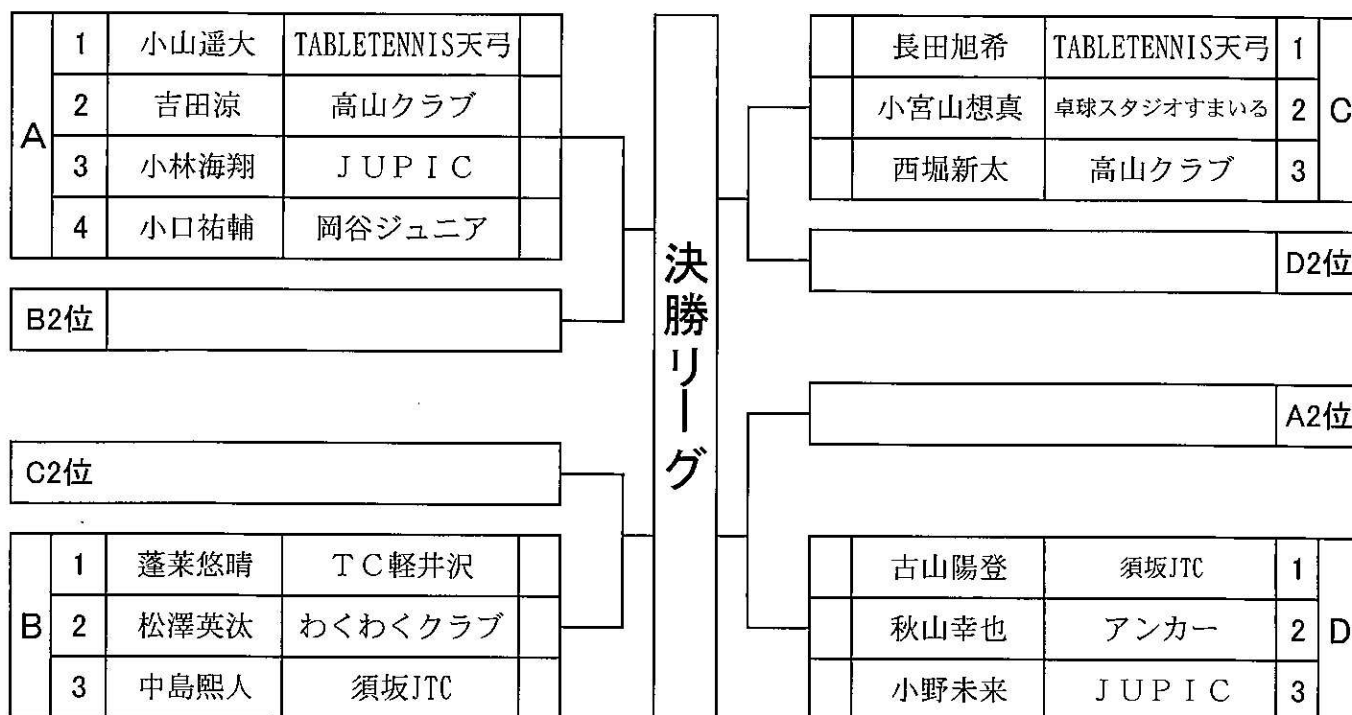 A
1 小山遥大 TABLETENNIS天弓
2 吉田涼 高山クラブ
3 小林海翔 ＪＵＰＩＣ
4 小口祐輔 岡谷ジュニア
B2位
C2位
B
1 蓬莱悠晴 ＴＣ軽井沢
2 松澤英汰 わくわくクラブ
3 中島熙人 須坂JTC
決勝リーグ
長田旭希 TABLETENNIS天弓 1
小宮山想真 卓球スタジオすまいる 2
西堀新太 高山クラブ 3
C
D2位
A2位
古山陽登 須坂JTC 1
秋山幸也 アンカー 2
小野未来 ＪＵＰＩＣ 3
D